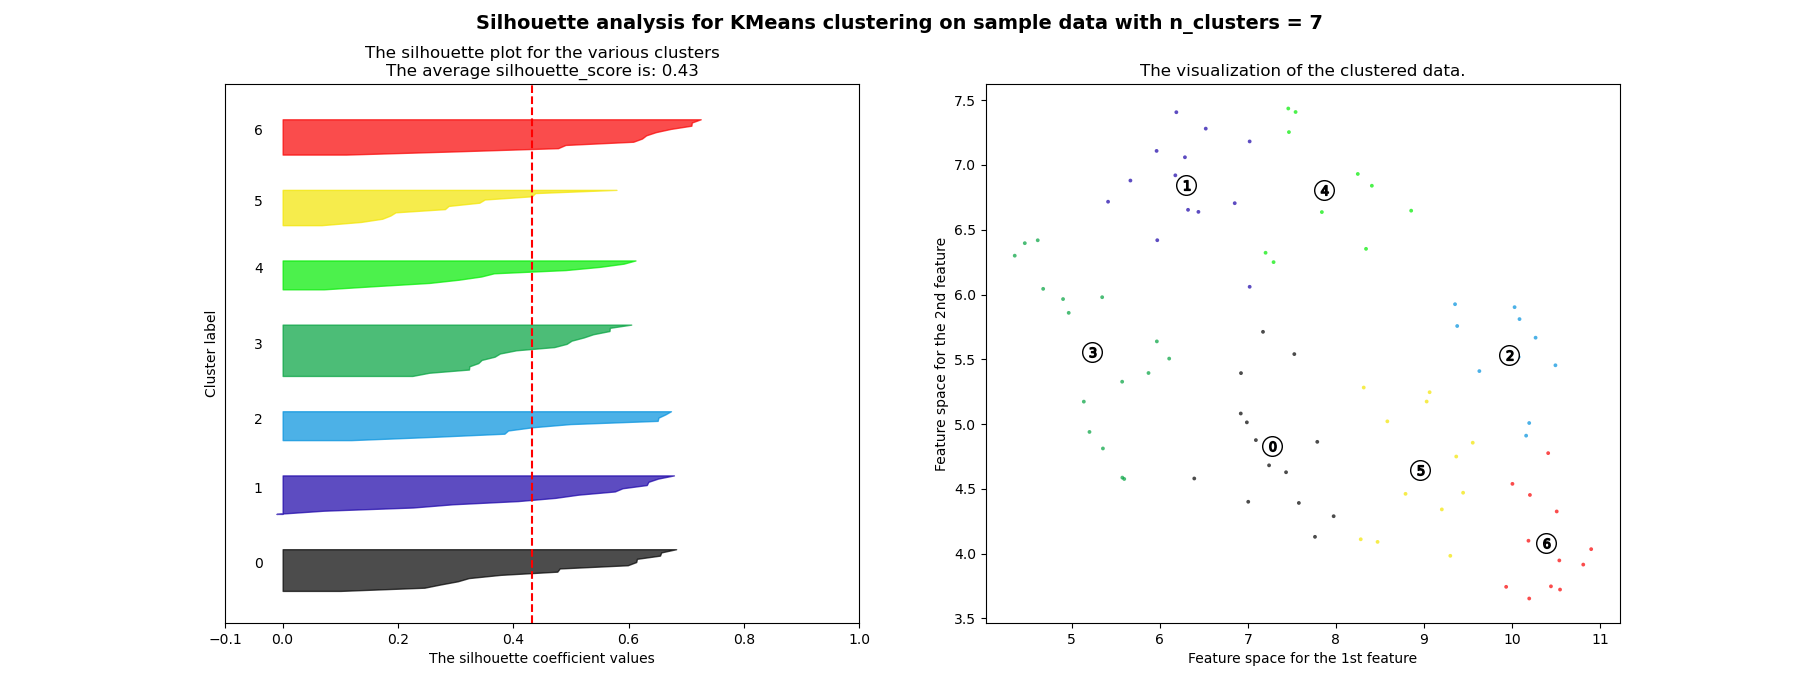 Silhouette analysis for KMeans clustering on sample data with n_clusters = 7
The silhouette plot for the various clusters
The average silhouette_score is: 0.43
6
5
4
3
2
1
0
Cluster label
−0.1 0.0 0.2 0.4 0.6 0.8 1.0
The silhouette coefficient values
The visualization of the clustered data.
7.5
7.0
6.5
6.0
5.5
5.0
4.5
4.0
3.5
Feature space for the 2nd feature
1
4
3
2
0
5
6
5 6 7 8 9 10 11
Feature space for the 1st feature